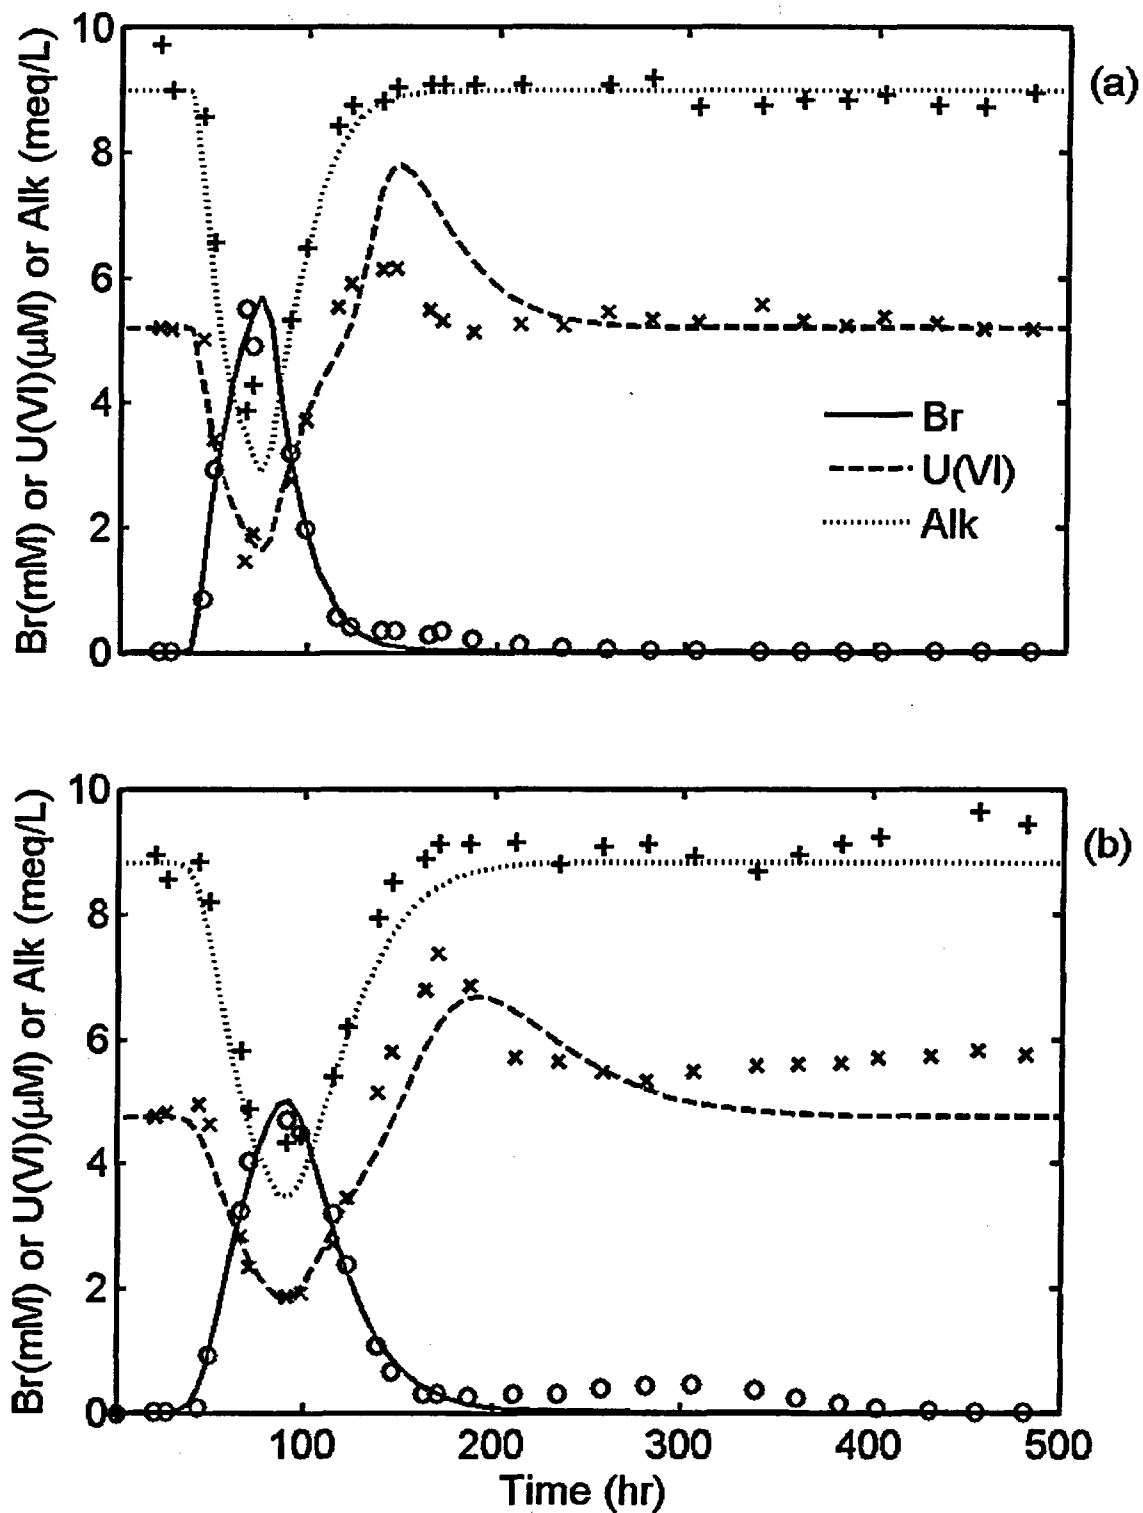 (a)
Br(mM) or U(VI)(μM) or Alk (meq/L)
10
8
6
4
2
0
Br
U(VI)
Alk
(b)
Br(mM) or U(VI)(μM) or Alk (meq/L)
10
8
6
4
2
0
100 200 300 400 500
Time (hr)